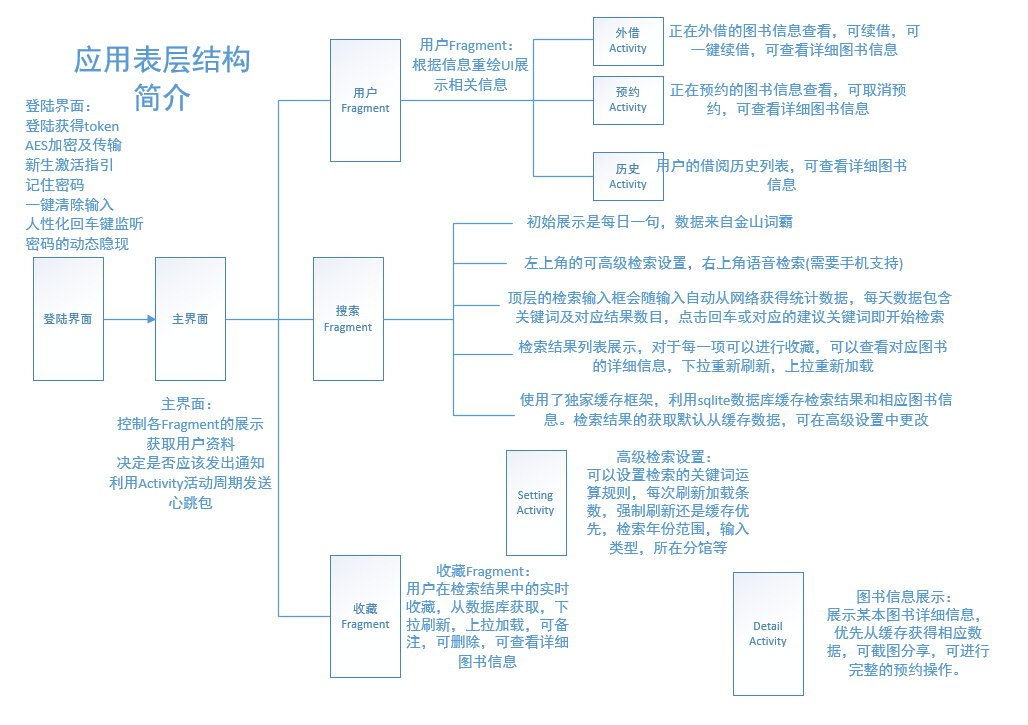 应用表层结构
简介
登陆界面：
登陆获得token
AES加密及传输
新生激活指引
记住密码
一键清除输入
人性化回车键监听
密码的动态隐现
登陆界面
主界面
主界面：
控制各Fragment的展示
获取用户资料
决定是否应该发出通知
利用Activity活动周期发送
心跳包
用户
Fragment
用户Fragment：
根据信息重绘UI展
示相关信息
外借
Activity
正在外借的图书信息查看，可续借，可
一键续借，可查看详细图书信息
预约
Activity
正在预约的图书信息查看，可取消预
约，可查看详细图书信息
历史
Activity
用户的借阅历史列表，可查看详细图书
信息
搜索
Fragment
初始展示是每日一句，数据来自金山词霸
左上角的可高级检索设置，右上角语音检索(需要手机支持)
顶层的检索输入框会随输入自动从网络获得统计数据，每天数据包含
关键词及对应结果数目，点击回车或对应的建议关键词即开始检索
检索结果列表展示，对于每一项可以进行收藏，可以查看对应图书
的详细信息，下拉重新刷新，上拉重新加载
使用了独家缓存框架，利用sqlite数据库缓存检索结果和相应图书信
息。检索结果的获取默认从缓存数据，可在高级设置中更改
Setting
Activity
高级检索设置：
可以设置检索的关键词运
算规则，每次刷新加载条
数，强制刷新还是缓存优
先，检索年份范围，输入
类型，所在分馆等
收藏
Fragment
收藏Fragment：
用户在检索结果中的实时
收藏，从数据库获取，下
拉刷新，上拉加载，可备
注，可删除，可查看详细
图书信息
Detail
Activity
图书信息展示：
展示某本图书详细信息，
优先从缓存获得相应数
据，可截图分享，可进行
完整的预约操作。